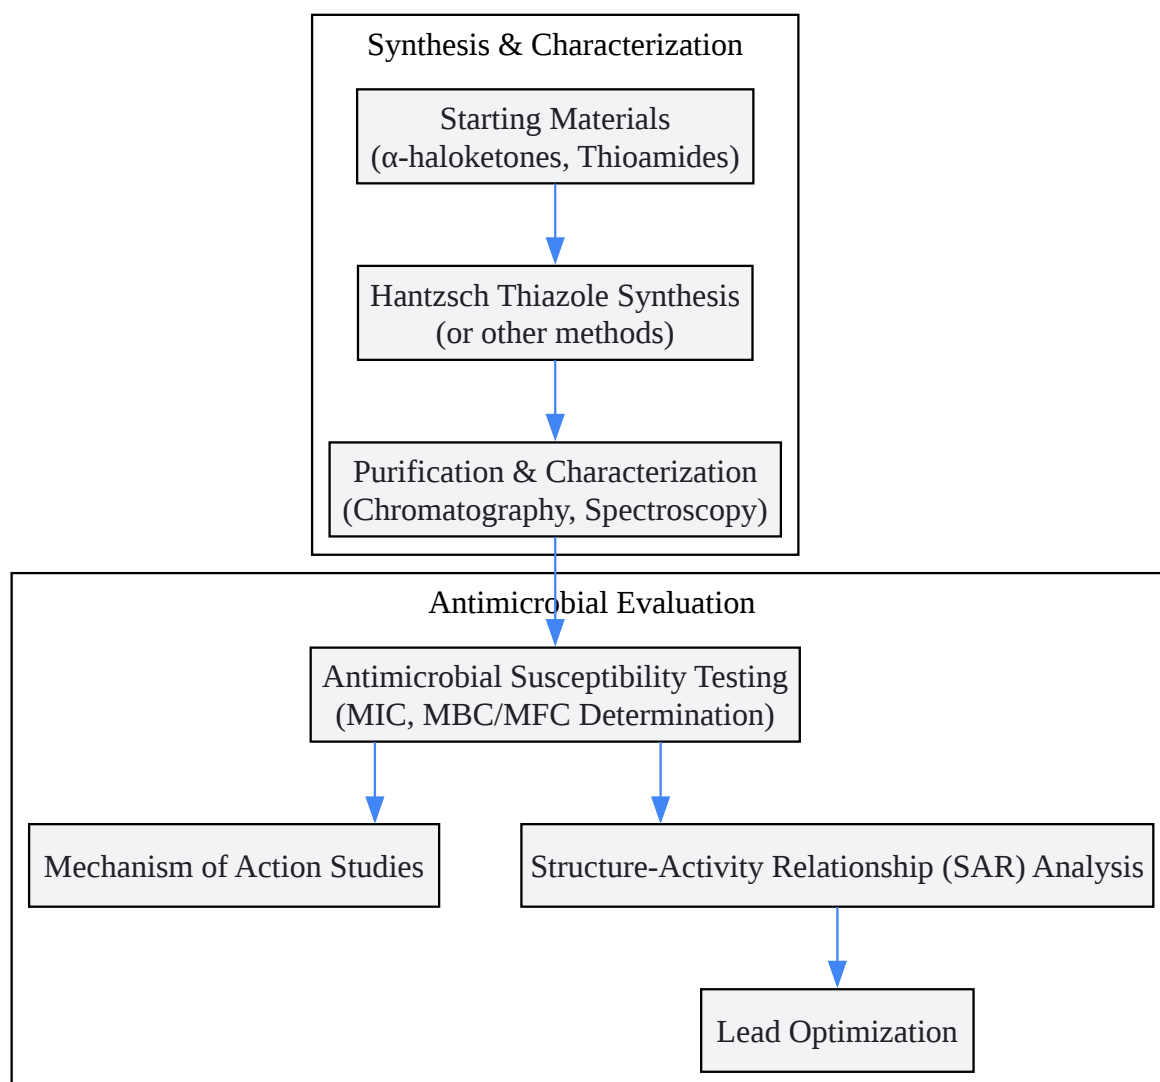 Synthesis & Characterization
Starting Materials
(α-haloketones, Thioamides)
Hantzsch Thiazole Synthesis
(or other methods)
Purification & Characterization
(Chromatography, Spectroscopy)
Antimicrobial Evaluation
Antimicrobial Susceptibility Testing
(MIC, MBC/MFC Determination)
Mechanism of Action Studies
Structure-Activity Relationship (SAR) Analysis
Lead Optimization